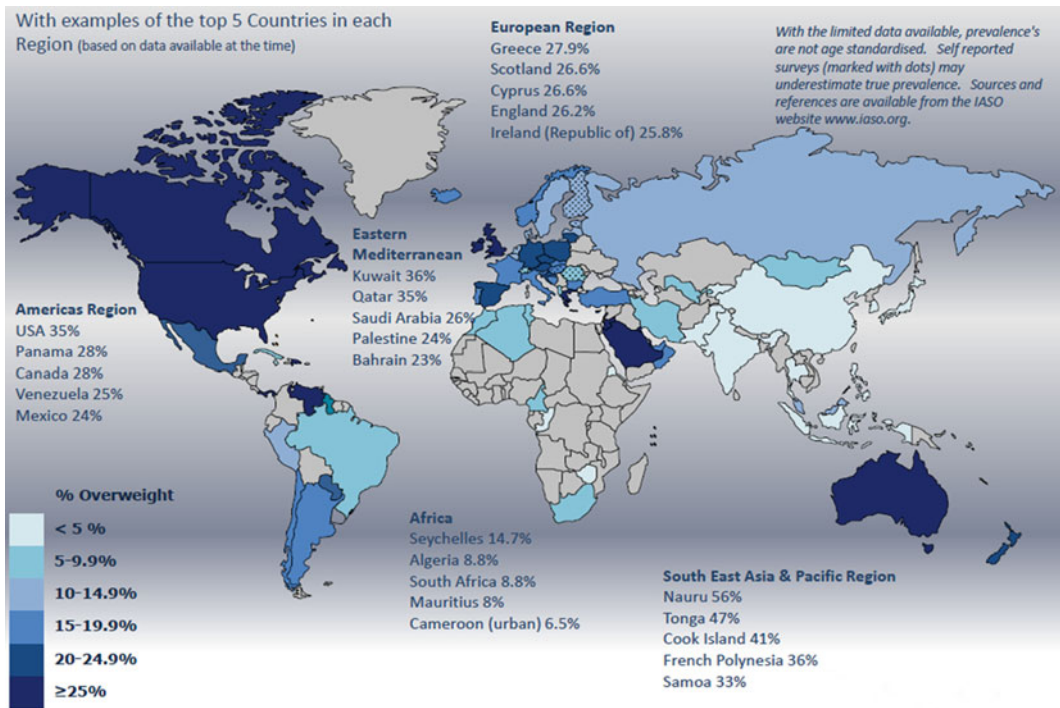 With examples of the top 5 Countries in each
Region (based on data available at the time)
European Region
Greece 27.9%
Scotland 26.6%
Cyprus 26.6%
England 26.2%
Ireland (Republic of) 25.8%
With the limited data available, prevalence's
are not age standardised. Self reported
surveys (marked with dots) may
underestimate true prevalence. Sources and
references are available from the IASO
website www.iaso.org.
Eastern
Mediterranean
Kuwait 36%
Qatar 35%
Saudi Arabia 26%
Palestine 24%
Bahrain 23%
Americas Region
USA 35%
Panama 28%
Canada 28%
Venezuela 25%
Mexico 24%
% Overweight
< 5 %
5-9.9%
10-14.9%
15-19.9%
20-24.9%
≥25%
Africa
Seychelles 14.7%
Algeria 8.8%
South Africa 8.8%
Mauritius 8%
Cameroon (urban) 6.5%
South East Asia & Pacific Region
Nauru 56%
Tonga 47%
Cook Island 41%
French Polynesia 36%
Samoa 33%